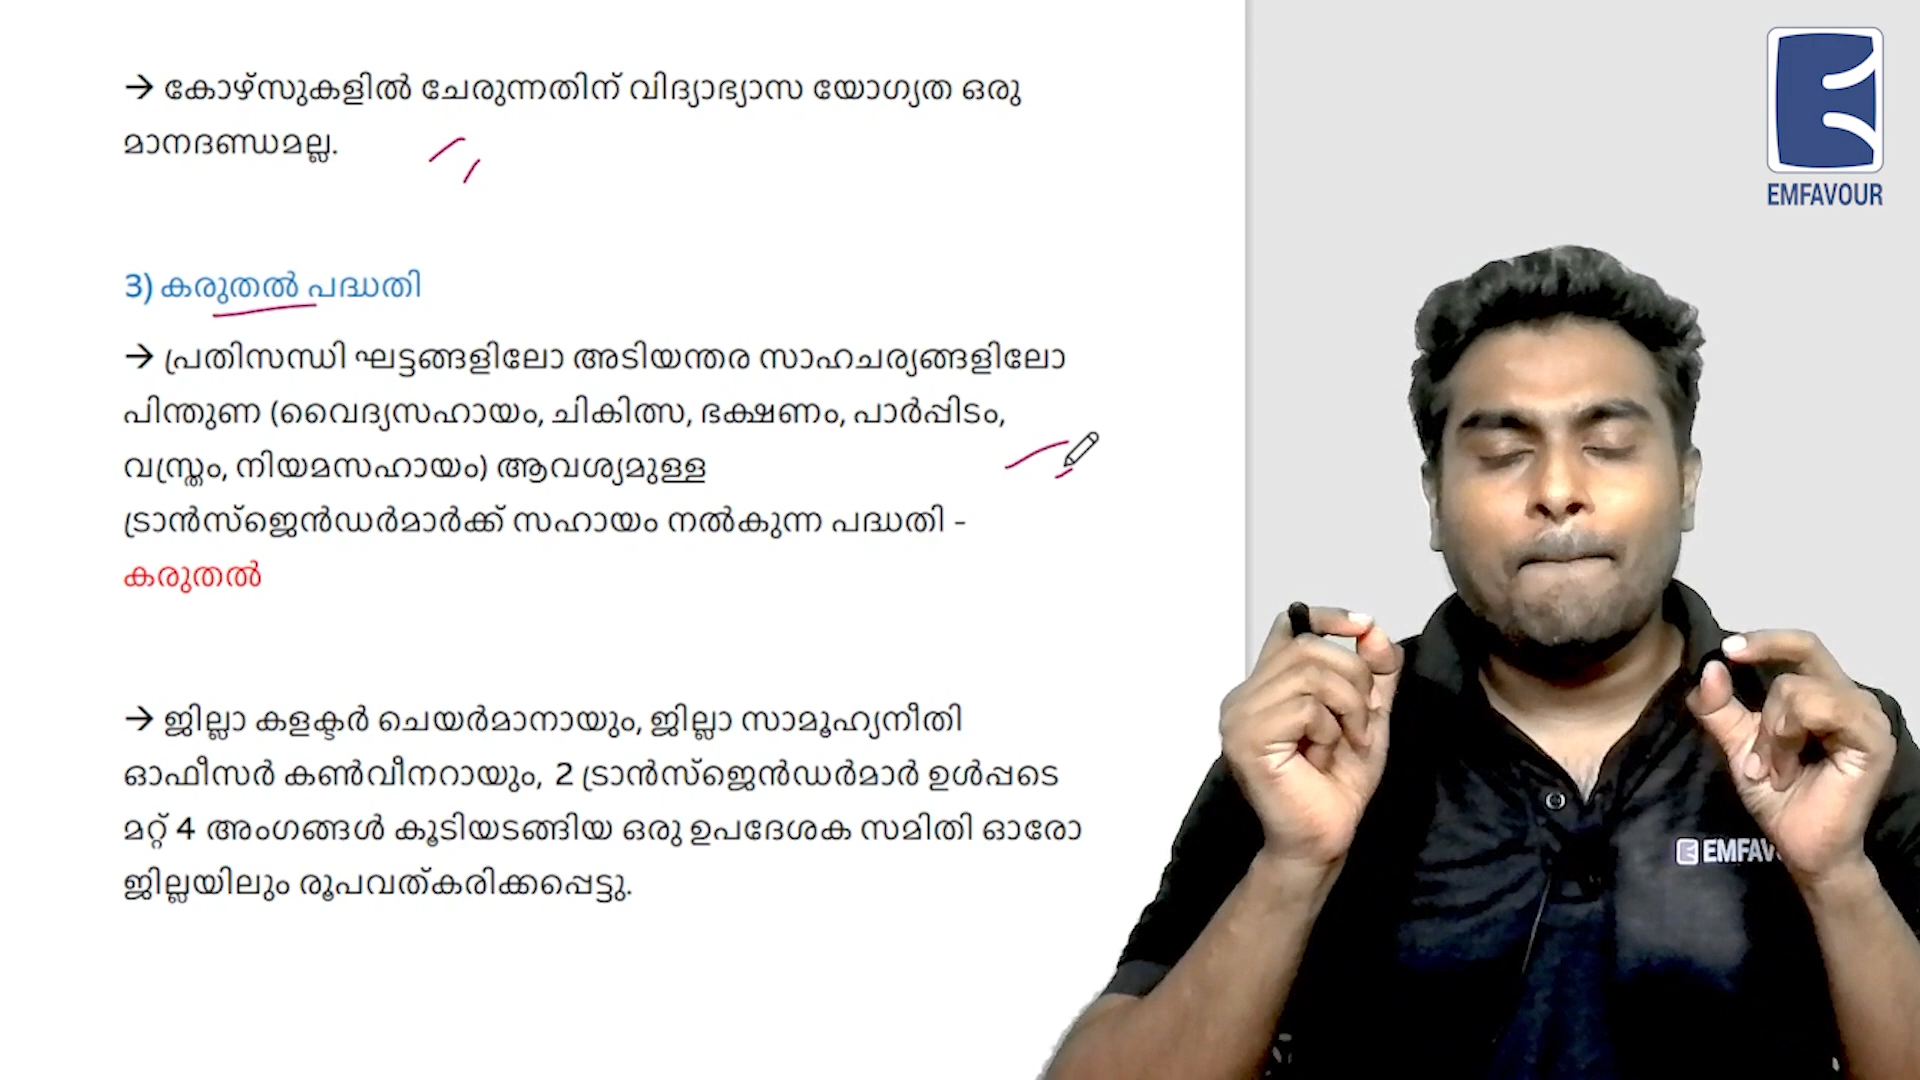 → കോഴ്സുകളിൽ ചേരുന്നതിന് വിദ്യാഭ്യാസ യോഗ്യത ഒരു
മാനദണ്ഡമല്ല.
3) കരുതൽ പദ്ധതി
→ പ്രതിസന്ധി ഘട്ടങ്ങളിലോ അടിയന്തര സാഹചര്യങ്ങളിലോ
പിന്തുണ (വൈദ്യസഹായം, ചികിത്സ, ഭക്ഷണം, പാർപ്പിടം,
വസ്ത്രം, നിയമസഹായം) ആവശ്യമുള്ള
ട്രാൻസ്ജെൻഡർമാർക്ക് സഹായം നൽകുന്ന പദ്ധതി -
കരുതൽ
→ ജില്ലാ കളക്ടർ ചെയർമാനായും, ജില്ലാ സാമൂഹ്യനീതി
ഓഫീസർ കൺവീനറായും, 2 ട്രാൻസ്ജെൻഡർമാർ ഉൾപ്പടെ
മറ്റ് 4 അംഗങ്ങൾ കൂടിയടങ്ങിയ ഒരു ഉപദേശക സമിതി ഓരോ
ജില്ലയിലും രൂപവത്കരിക്കപ്പെട്ടു.
EMFAVOUR
EMFAV